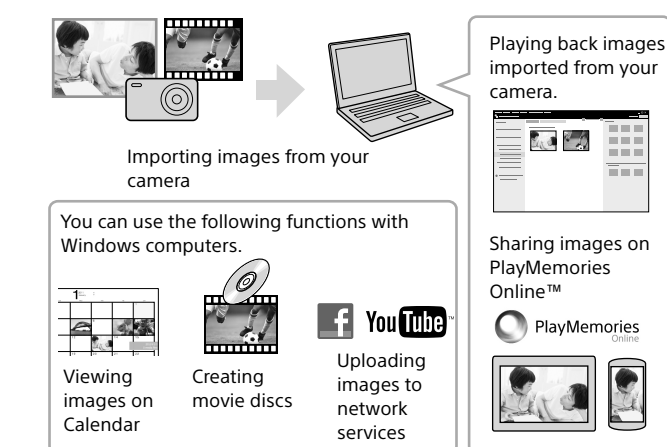 Importing images from your
camera
Playing back images
imported from your
camera.
Sharing images on
PlayMemories
Online™
PlayMemories
Online
You can use the following functions with
Windows computers.
1
f YouTube™
Viewing
images on
Calendar
Creating
movie discs
Uploading
images to
network
services